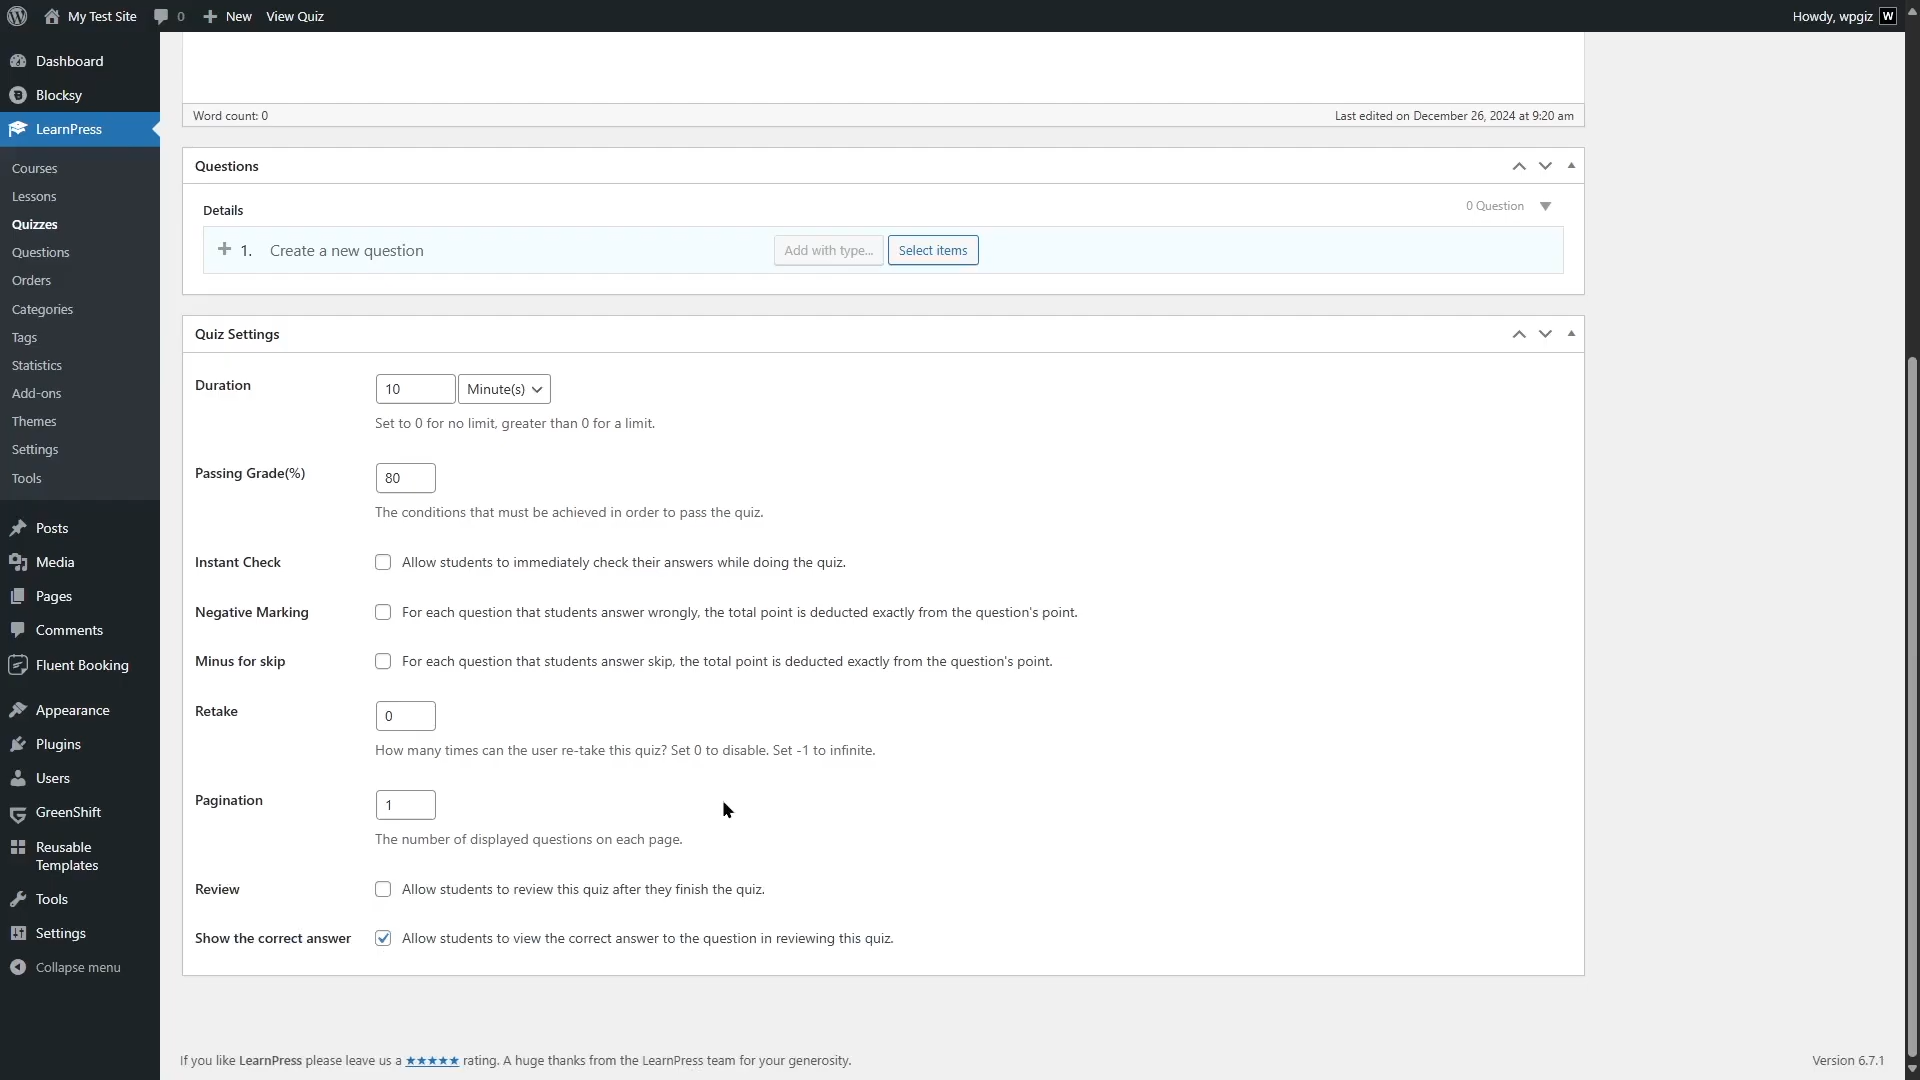 My Test Site
0
New
View Quiz
Howdy, wpgiz
W
Dashboard
Blocksy
LearnPress
Courses
Lessons
Quizzes
Questions
Orders
Categories
Tags
Statistics
Add-ons
Themes
Settings
Tools
Posts
Media
Pages
Comments
Fluent Booking
Appearance
Plugins
Users
GreenShift
Reusable
Templates
Tools
Settings
Collapse menu
Word count: 0
Last edited on December 26, 2024 at 9:20 am
Questions
Details
0 Question
1. Create a new question
Add with type...
Select items
Quiz Settings
Duration
10
Minute(s)
Set to 0 for no limit, greater than 0 for a limit.
Passing Grade(%)
80
The conditions that must be achieved in order to pass the quiz.
Instant Check
Allow students to immediately check their answers while doing the quiz.
Negative Marking
For each question that students answer wrongly, the total point is deducted exactly from the question's point.
Minus for skip
For each question that students answer skip, the total point is deducted exactly from the question's point.
Retake
0
How many times can the user re-take this quiz? Set 0 to disable. Set -1 to infinite.
Pagination
1
The number of displayed questions on each page.
Review
Allow students to review this quiz after they finish the quiz.
Show the correct answer
Allow students to view the correct answer to the question in reviewing this quiz.
If you like LearnPress please leave us a ★★★★★ rating. A huge thanks from the LearnPress team for your generosity.
Version 6.7.1